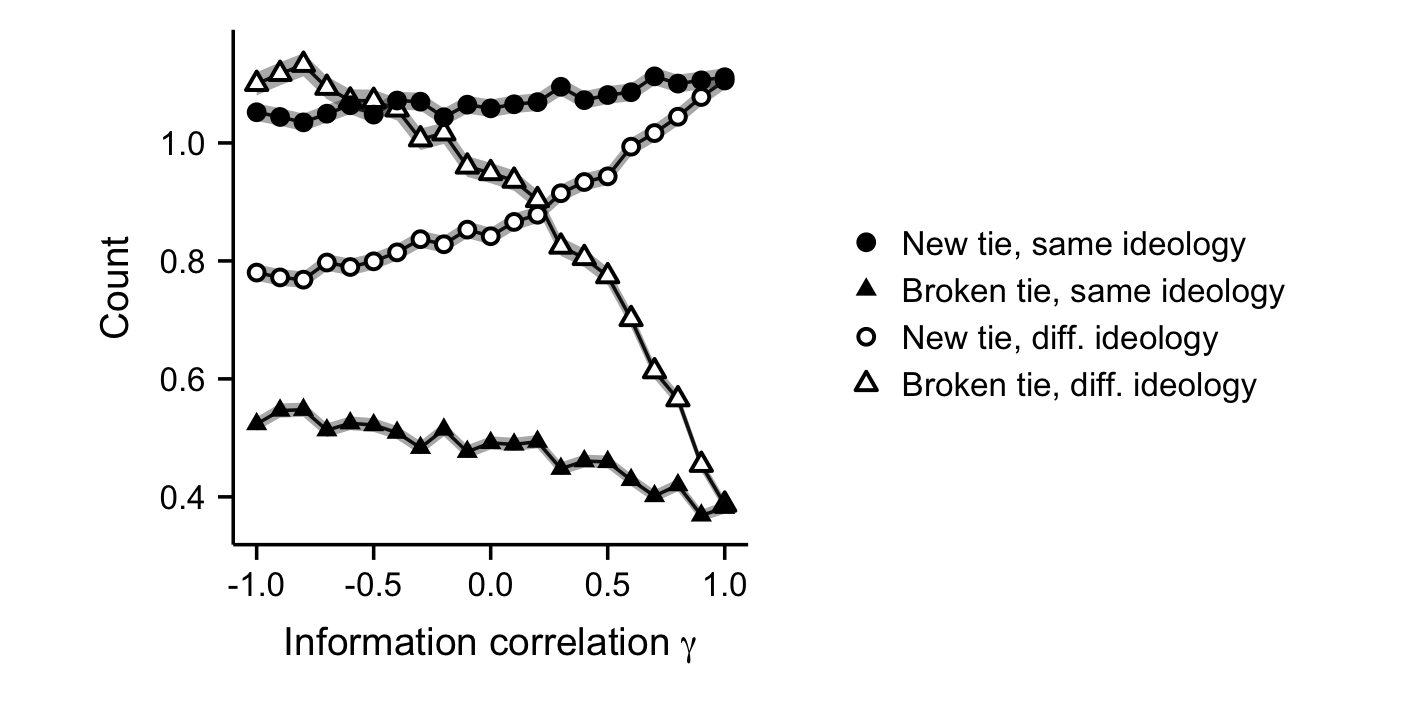 1.0
0.8
0.6
0.4
Count
-1.0 -0.5 0.0 0.5 1.0
Information correlation γ
New tie, same ideology
Broken tie, same ideology
New tie, diff. ideology
Broken tie, diff. ideology